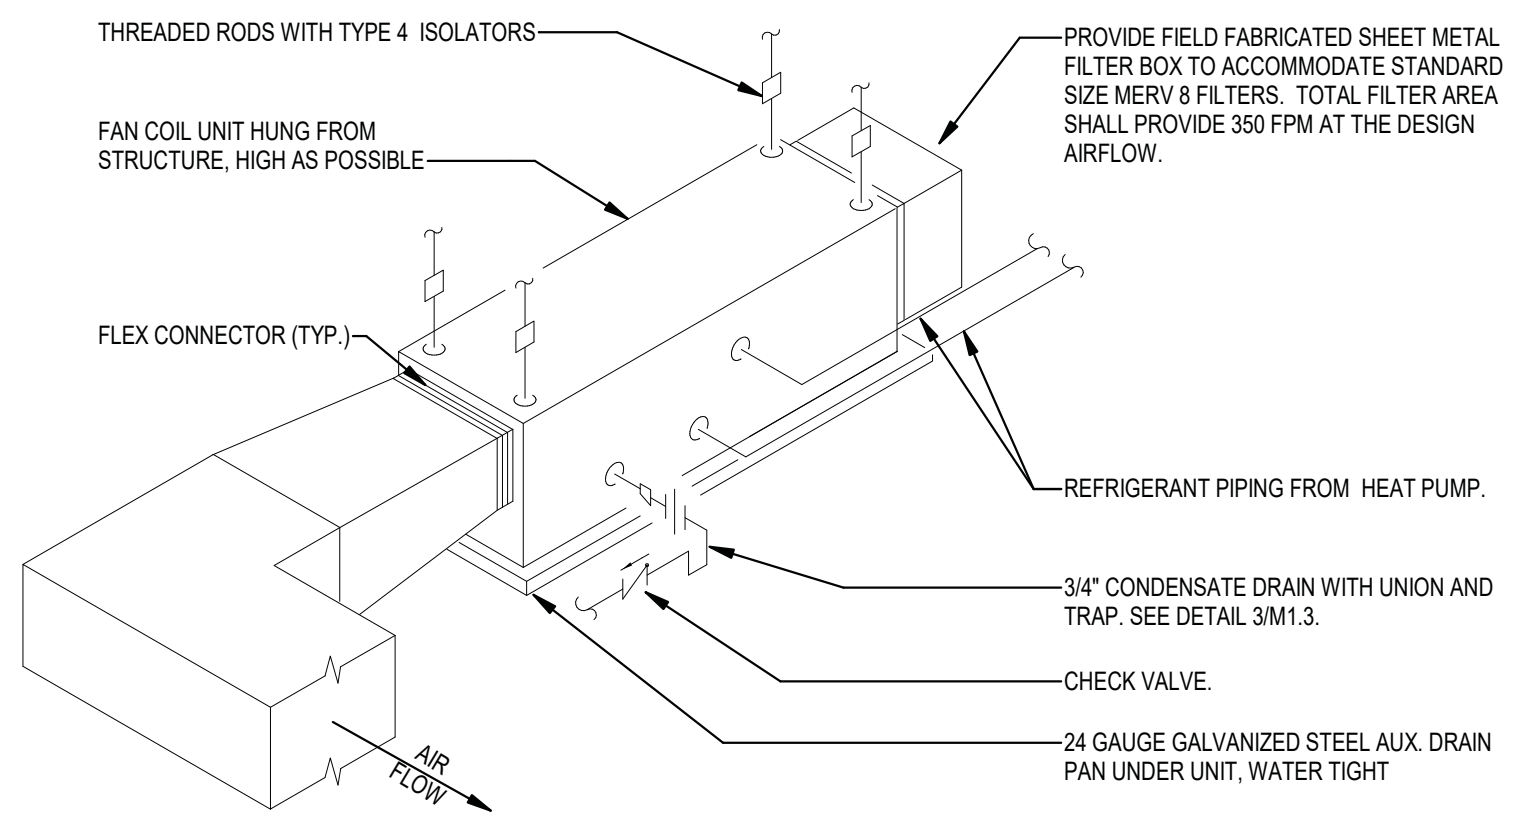 THREADED RODS WITH TYPE 4 ISOLATORS
FAN COIL UNIT HUNG FROM
STRUCTURE, HIGH AS POSSIBLE
FLEX CONNECTOR (TYP.)
PROVIDE FIELD FABRICATED SHEET METAL
FILTER BOX TO ACCOMMODATE STANDARD
SIZE MERV 8 FILTERS. TOTAL FILTER AREA
SHALL PROVIDE 350 FPM AT THE DESIGN
AIRFLOW.
REFRIGERANT PIPING FROM HEAT PUMP.
3/4" CONDENSATE DRAIN WITH UNION AND
TRAP. SEE DETAIL 3/M1.3.
CHECK VALVE.
24 GAUGE GALVANIZED STEEL AUX. DRAIN
PAN UNDER UNIT, WATER TIGHT
AIR
FLOW